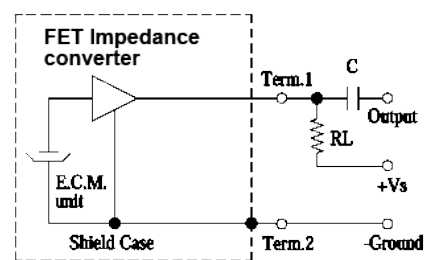 FET Impedance
converter
Term.1
C
Output
RL
E.C.M.
unit
+Vs
Shield Case
Term.2
-Ground